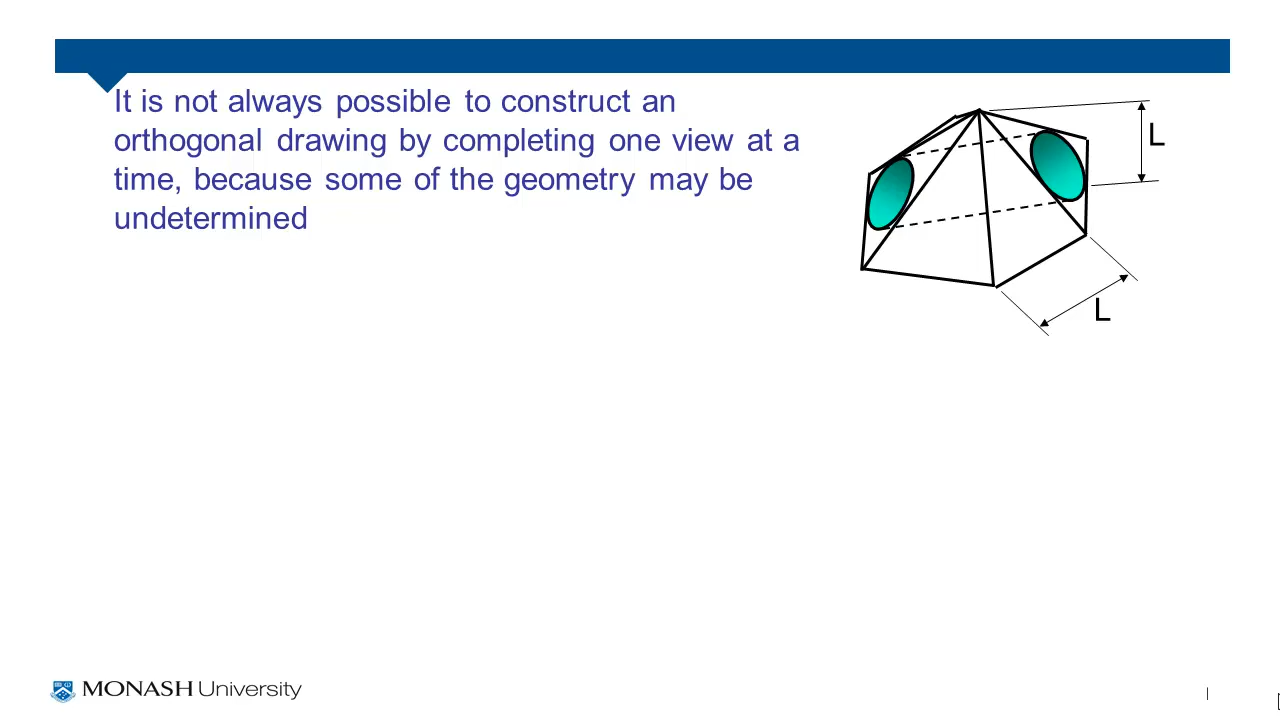 It is not always possible to construct an
orthogonal drawing by completing one view at a
time, because some of the geometry may be
undetermined
L
L
MONASH University
|